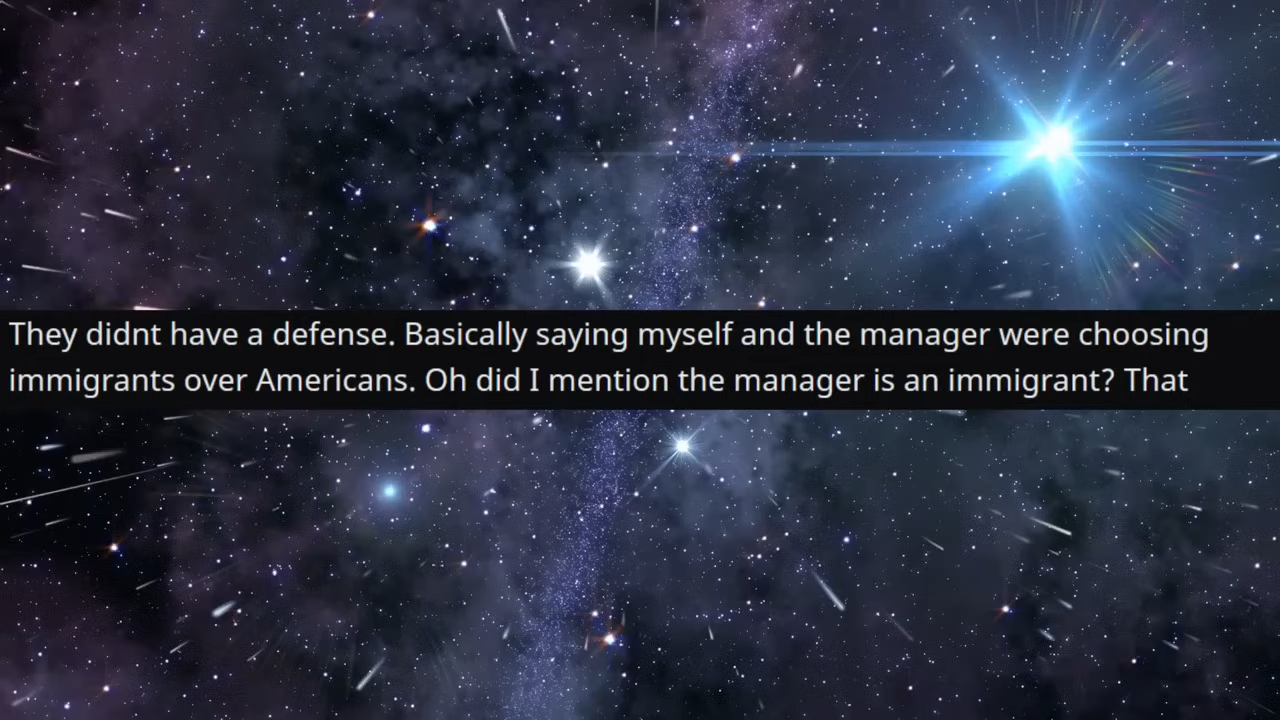 They didnt have a defense. Basically saying myself and the manager were choosing
immigrants over Americans. Oh did I mention the manager is an immigrant? That